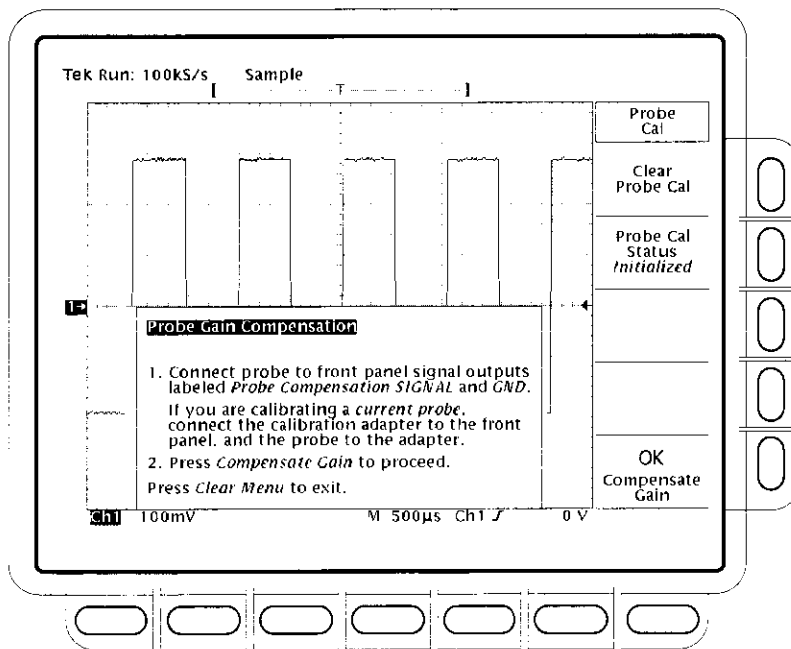 Tek Run: 100kS/s Sample
T
Probe
Cal
Clear
Probe Cal
Probe Cal
Status
Initialized
1
Probe Gain Compensation
1. Connect probe to front panel signal outputs
labeled Probe Compensation SIGNAL and GND.
If you are calibrating a current probe,
connect the calibration adapter to the front
panel, and the probe to the adapter.
2. Press Compensate Gain to proceed.
Press Clear Menu to exit.
OK
Compensate
Gain
Ch1 100mV M 500µs Ch1 0 V